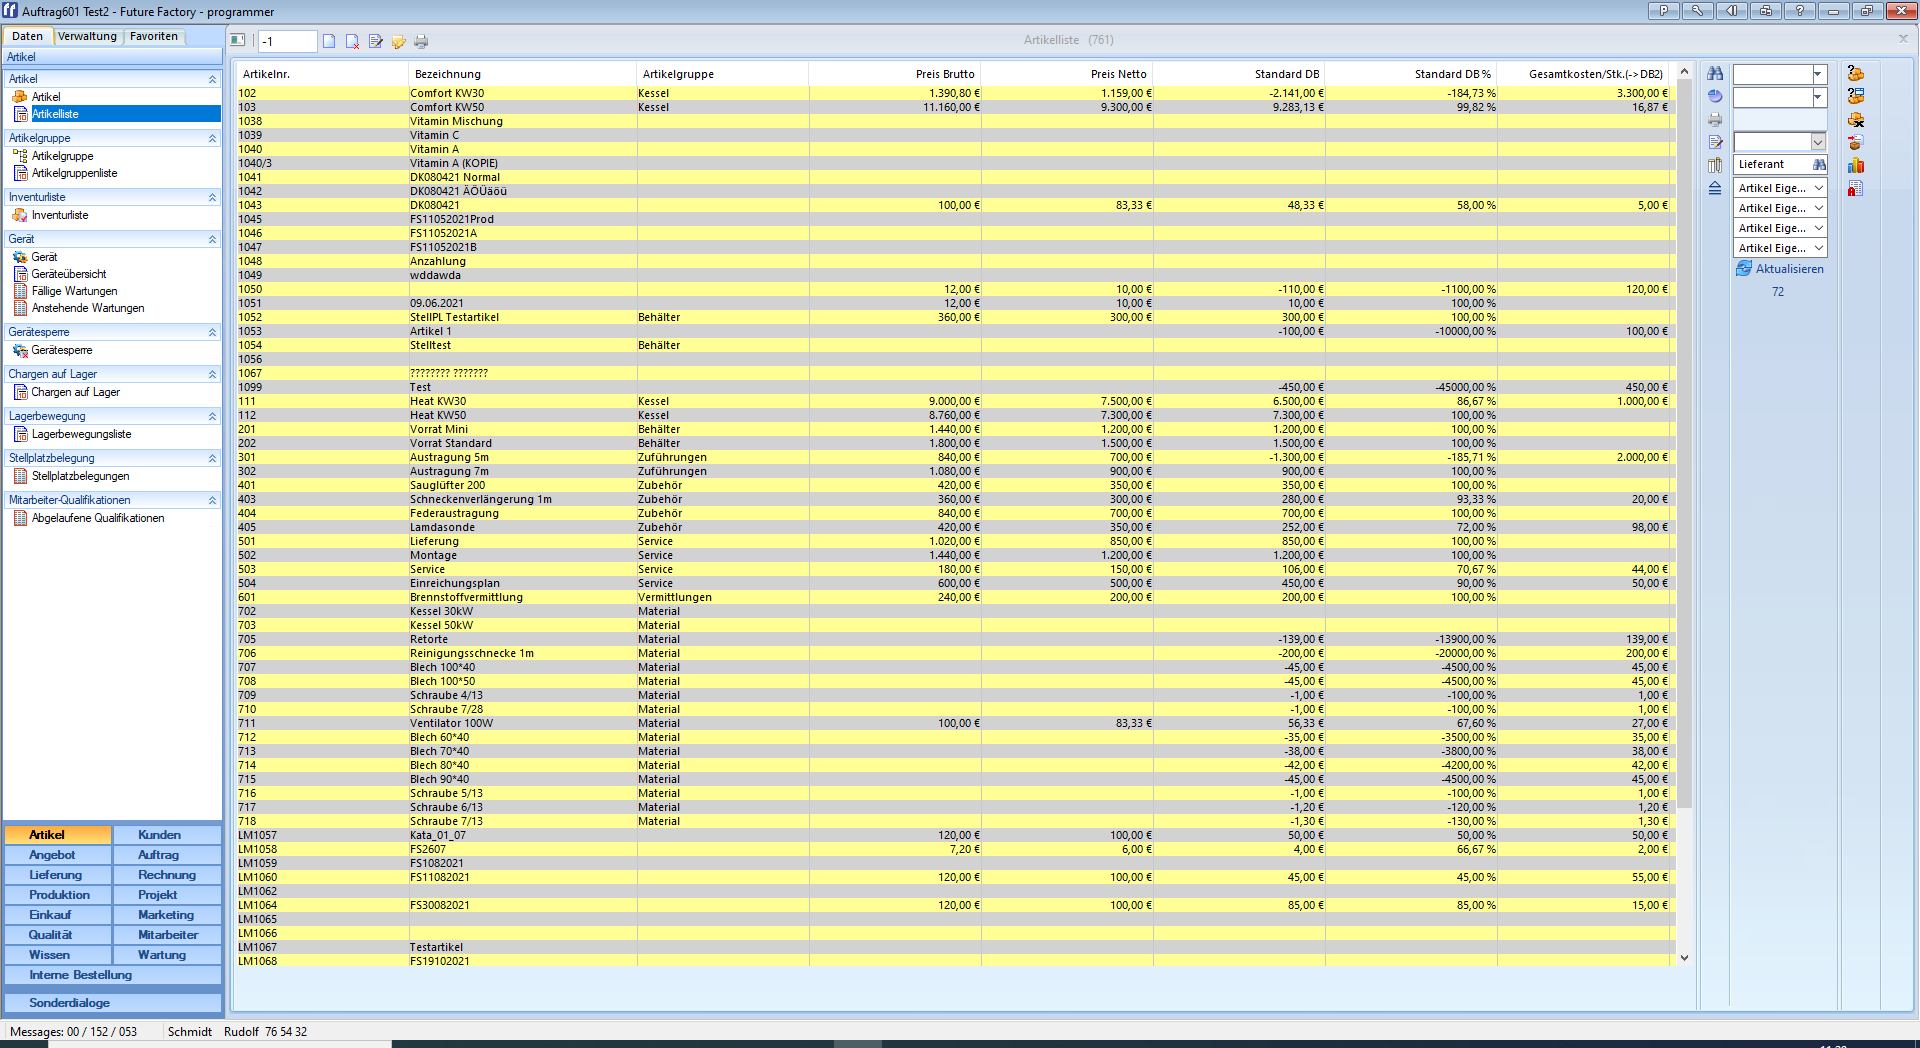 ff Auftrag601 Test2 - Future Factory - programmer
Daten Verwaltung Favoriten
-1
Artikelliste (761)
Artikel
Artikel
Artikel
Artikelliste
Artikelgruppe
Artikelgruppe
Artikelgruppenliste
Inventurliste
Inventurliste
Gerät
Gerät
Geräteübersicht
Fällige Wartungen
Anstehende Wartungen
Gerätesperre
Gerätesperre
Chargen auf Lager
Chargen auf Lager
Lagerbewegung
Lagerbewegungsliste
Stellplatzbelegung
Stellplatzbelegungen
Mitarbeiter-Qualifikationen
Abgelaufene Qualifikationen
Artikel Kunden
Angebot Auftrag
Lieferung Rechnung
Produktion Projekt
Einkauf Marketing
Qualität Mitarbeiter
Wissen Wartung
Interne Bestellung
Sonderdialoge
Artikelnr. Bezeichnung Artikelgruppe Preis Brutto Preis Netto Standard DB Standard DB % Gesamtkosten/Stk.(-> DB2)
102 Comfort KW30 Kessel 1.390,80 € 1.159,00 € -2.141,00 € -184,73 % 3.300,00 €
103 Comfort KW50 Kessel 11.160,00 € 9.300,00 € 9.283,13 € 99,82 % 16,87 €
1038 Vitamin Mischung
1039 Vitamin C
1040 Vitamin A
1040/3 Vitamin A (KOPIE)
1041 DK080421 Normal
1042 DK080421 ÄÖÜäöü
1043 DK080421 100,00 € 83,33 € 48,33 € 58,00 % 5,00 €
1045 FS11052021Prod
1046 FS11052021A
1047 FS11052021B
1048 Anzahlung
1049 wddawda
1050 12,00 € 10,00 € -110,00 € -1100,00 % 120,00 €
1051 09.06.2021 12,00 € 10,00 € 10,00 € 100,00 %
1052 StellPL Testartikel Behälter 360,00 € 300,00 € 300,00 € 100,00 %
1053 Artikel 1 -100,00 € -10000,00 % 100,00 €
1054 Stelltest Behälter
1056
1067 ???????? ???????
1099 Test -450,00 € -45000,00 % 450,00 €
111 Heat KW30 Kessel 9.000,00 € 7.500,00 € 6.500,00 € 86,67 % 1.000,00 €
112 Heat KW50 Kessel 8.760,00 € 7.300,00 € 7.300,00 € 100,00 %
201 Vorrat Mini Behälter 1.440,00 € 1.200,00 € 1.200,00 € 100,00 %
202 Vorrat Standard Behälter 1.800,00 € 1.500,00 € 1.500,00 € 100,00 %
301 Austragung 5m Zuführungen 840,00 € 700,00 € -1.300,00 € -185,71 % 2.000,00 €
302 Austragung 7m Zuführungen 1.080,00 € 900,00 € 900,00 € 100,00 %
401 Sauglüfter 200 Zubehör 420,00 € 350,00 € 350,00 € 100,00 %
403 Schneckenverlängerung 1m Zubehör 360,00 € 300,00 € 280,00 € 93,33 % 20,00 €
404 Federaustragung Zubehör 840,00 € 700,00 € 700,00 € 100,00 %
405 Lamdasonde Zubehör 420,00 € 350,00 € 252,00 € 72,00 % 98,00 €
501 Lieferung Service 1.020,00 € 850,00 € 850,00 € 100,00 %
502 Montage Service 1.440,00 € 1.200,00 € 1.200,00 € 100,00 %
503 Service Service 180,00 € 150,00 € 106,00 € 70,67 % 44,00 €
504 Einreichungsplan Service 600,00 € 500,00 € 450,00 € 90,00 % 50,00 €
601 Brennstoffvermittlung Vermittlungen 240,00 € 200,00 € 200,00 € 100,00 %
702 Kessel 30kW Material
703 Kessel 50kW Material
705 Retorte Material -139,00 € -13900,00 % 139,00 €
706 Reinigungsschnecke 1m Material -200,00 € -20000,00 % 200,00 €
707 Blech 100*40 Material -45,00 € -4500,00 % 45,00 €
708 Blech 100*50 Material -45,00 € -4500,00 % 45,00 €
709 Schraube 4/13 Material -1,00 € -100,00 % 1,00 €
710 Schraube 7/28 Material -1,00 € -100,00 % 1,00 €
711 Ventilator 100W Material 100,00 € 83,33 € 56,33 € 67,60 % 27,00 €
712 Blech 60*40 Material -35,00 € -3500,00 % 35,00 €
713 Blech 70*40 Material -38,00 € -3800,00 % 38,00 €
714 Blech 80*40 Material -42,00 € -4200,00 % 42,00 €
715 Blech 90*40 Material -45,00 € -4500,00 % 45,00 €
716 Schraube 5/13 Material -1,00 € -100,00 % 1,00 €
717 Schraube 6/13 Material -1,20 € -120,00 % 1,20 €
718 Schraube 7/13 Material -1,30 € -130,00 % 1,30 €
LM1057 Kata_01_07 120,00 € 100,00 € 50,00 € 50,00 % 50,00 €
LM1058 FS2607 7,20 € 6,00 € 4,00 € 66,67 % 2,00 €
LM1059 FS1082021
LM1060 FS11082021 120,00 € 100,00 € 45,00 € 45,00 % 55,00 €
LM1062
LM1064 FS30082021 120,00 € 100,00 € 85,00 € 85,00 % 15,00 €
LM1065
LM1066
LM1067 Testartikel
LM1068 FS19102021
Lieferant
Artikel Eige...
Artikel Eige...
Artikel Eige...
Artikel Eige...
Aktualisieren
72
Messages: 00 / 152 / 053 Schmidt Rudolf 76 54 32